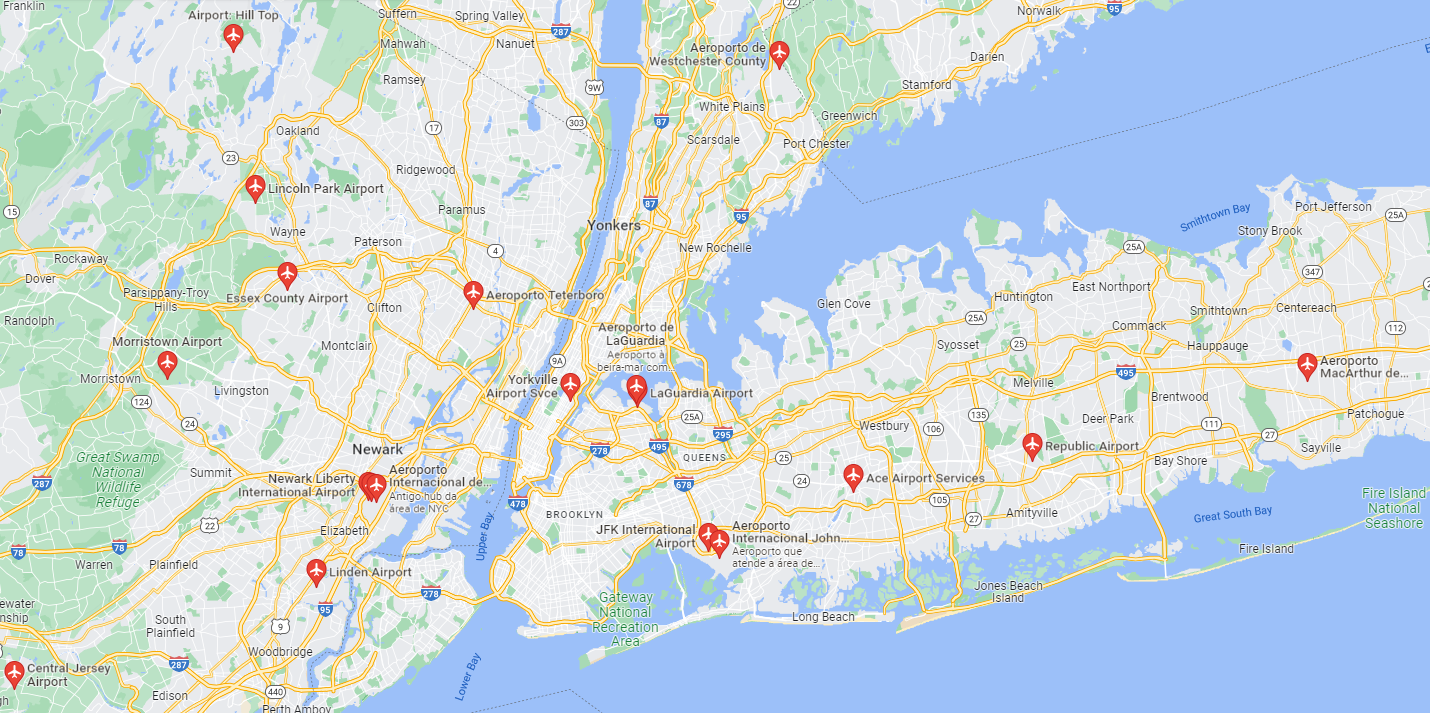 Franklin
Airport: Hill Top
Suffern
Spring Valley
22
Norwalk
95
287
Mahwah
Nanuet
Aeroporto de
Westchester County
Darien
Ramsey
9W
Stamford
White Plains
Greenwich
87
303
17
Oakland
Scarsdale
Port Chester
23
Ridgewood
Lincoln Park Airport
87
15
Paramus
95
Smithtown Bay
Port Jefferson
25A
Yonkers
Wayne
Stony Brook
Paterson
4
New Rochelle
25A
Rockaway
347
Dover
Essex County Airport
Parsippany-Troy
Hills
Aeroporto Teterboro
East Northport
Huntington
Clifton
Glen Cove
Centereach
Smithtown
Randolph
25A
Aeroporto de
LaGuardia
Aeroporto à
beira-mar com...
Commack
112
Morristown Airport
Montclair
Syosset
25
Hauppauge
9A
Aeroporto
MacArthur de...
495
Morristown
Yorkville
Airport Svce
LaGuardia Airport
Melville
Livingston
Brentwood
124
25A
135
Deer Park
Patchogue
24
Westbury
106
111
295
27
Newark
278
495
Republic Airport
Sayville
Great Swamp
National
Wildlife
Refuge
QUEENS
25
Bay Shore
Summit
Newark Liberty
International Airport
Aeroporto
Internacional de...
Antigo hub da
área de NYC
287
678
24
Ace Airport Services
Fire Island
National
Seashore
478
105
22
BROOKLYN
Amityville
27
Great South Bay
Elizabeth
JFK International
Airport
Aeroporto
Internacional John...
Aeroporto que
atende a área de...
Upper Bay
78
78
Fire Island
Warren
Plainfield
Linden Airport
278
Jones Beach
Island
Gateway
National
Recreation
Area
95
Long Beach
South
Plainfield
9
Woodbridge
287
Lower Bay
Central Jersey
Airport
Edison
440
Perth Amboy